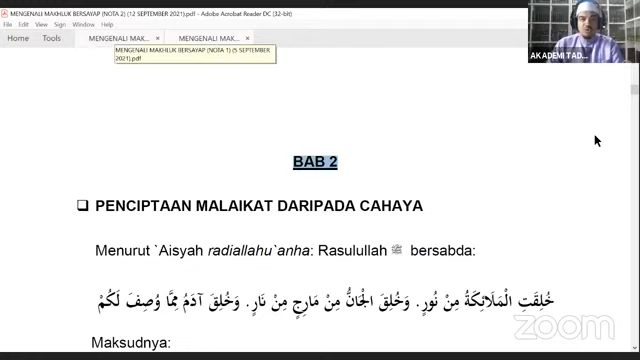 MENGENALI MAKHLUK BERSAYAP (NOTA 2) (12 SEPTEMBER 2021).pdf - Adobe Acrobat Reader DC (32-bit)
File Edit View Sign Window Help
Home Tools MENGENALI MAK... × MENGENALI MAK... ×
MENGENALI MAKHLUK BERSAYAP (NOTA 1) (5 SEPTEMBER
2021).pdf
AKADEMI TAD...
BAB 2
PENCIPTAAN MALAIKAT DARIPADA CAHAYA
Menurut `Aisyah radiallahu`anha: Rasulullah ﷺ bersabda:
خُلِقَتِ الْمَلَائِكَةُ مِنْ نُورٍ. وَخُلِقَ الْجَانُّ مِنْ مَارِجٍ مِنْ نَارٍ. وَخُلِقَ آدَمُ مِمَّا وُصِفَ لَكُمْ
Maksudnya:
zoom